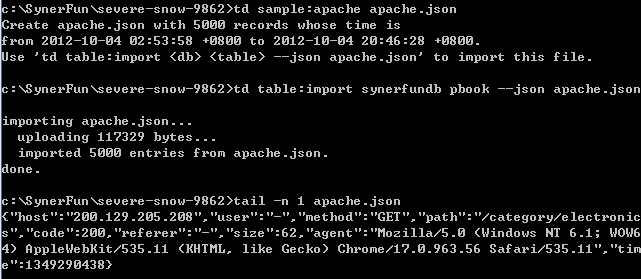 c:\SynerFun\severe-snow-9862>td sample:apache apache.json
Create apache.json with 5000 records whose time is
from 2012-10-04 02:53:58 +0800 to 2012-10-04 20:46:28 +0800.
Use 'td table:import <db> <table> --json apache.json' to import this file.
c:\SynerFun\severe-snow-9862>td table:import synerfundb pbook --json apache.json
importing apache.json...
uploading 117329 bytes...
imported 5000 entries from apache.json.
done.
c:\SynerFun\severe-snow-9862>tail -n 1 apache.json
{"host":"200.129.205.208","user":"-","method":"GET","path":"/category/electronic
s","code":200,"referer":"-","size":62,"agent":"Mozilla/5.0 (Windows NT 6.1; WOW6
4) AppleWebKit/535.11 (KHTML, like Gecko) Chrome/17.0.963.56 Safari/535.11","tim
e":1349290438}